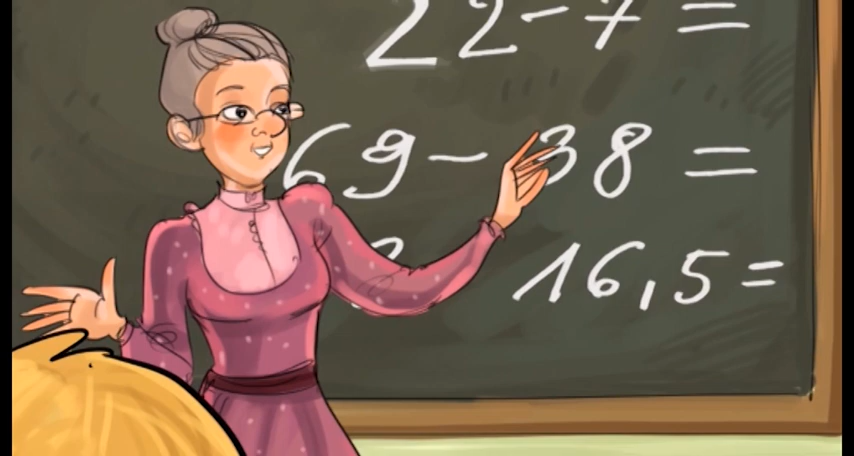 22-7=
69-38=
16,5=